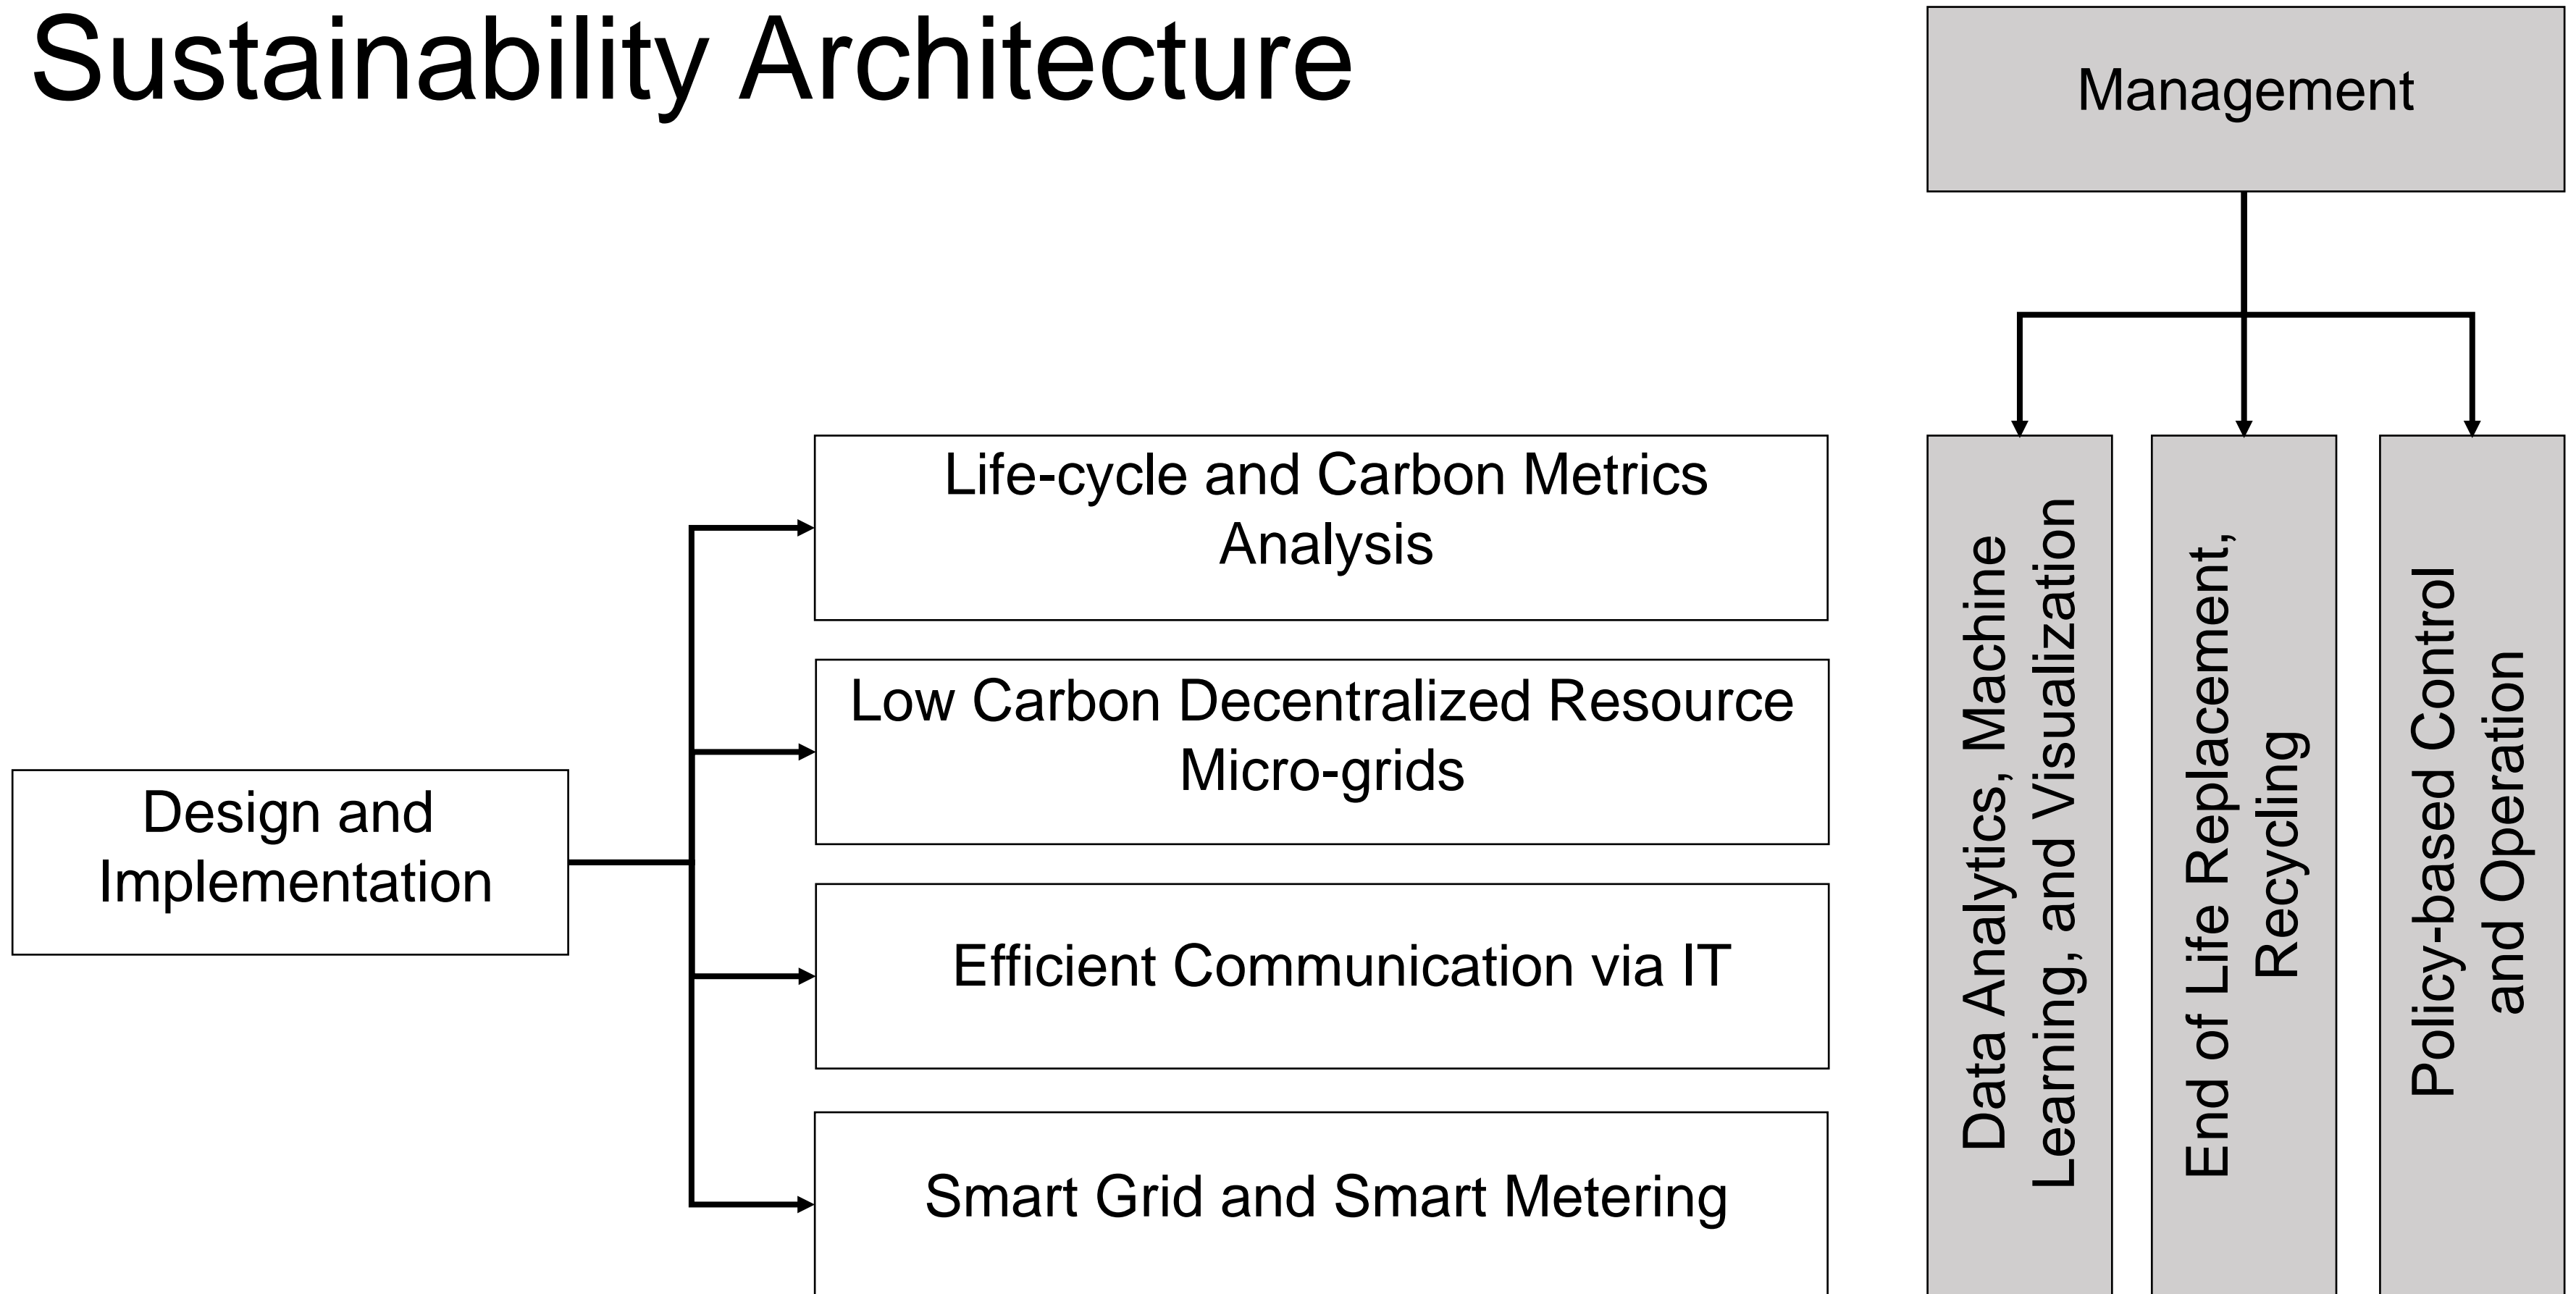 Sustainability Architecture
Management
Life-cycle and Carbon Metrics
Analysis
Low Carbon Decentralized Resource
Micro-grids
Design and
Implementation
Efficient Communication via IT
Smart Grid and Smart Metering
Data Analytics, Machine
Learning, and Visualization
End of Life Replacement,
Recycling
Policy-based Control
and Operation